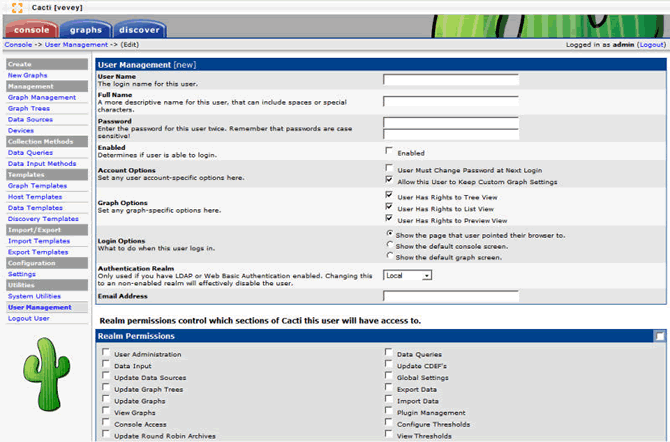 Cacti [vevey]
console graphs discover
Console -> User Management -> (Edit) Logged in as admin (Logout)
Create
New Graphs
Management
Graph Management
Graph Trees
Data Sources
Devices
Collection Methods
Data Queries
Data Input Methods
Templates
Graph Templates
Host Templates
Data Templates
Discovery Templates
Import/Export
Import Templates
Export Templates
Configuration
Settings
Utilities
System Utilities
User Management
Logout User
User Management [new]
User Name
The login name for this user.
Full Name
A more descriptive name for this user, that can include spaces or special
characters.
Password
Enter the password for this user twice. Remember that passwords are case
sensitive!
Enabled
Determines if user is able to login.
Enabled
Account Options
Set any user account-specific options here.
User Must Change Password at Next Login
Allow this User to Keep Custom Graph Settings
Graph Options
Set any graph-specific options here.
User Has Rights to Tree View
User Has Rights to List View
User Has Rights to Preview View
Login Options
What to do when this user logs in.
Show the page that user pointed their browser to.
Show the default console screen.
Show the default graph screen.
Authentication Realm
Only used if you have LDAP or Web Basic Authentication enabled. Changing this
to an non-enabled realm will effectively disable the user.
Local
Email Address
Realm permissions control which sections of Cacti this user will have access to.
Realm Permissions
User Administration
Data Input
Update Data Sources
Update Graph Trees
Update Graphs
View Graphs
Console Access
Update Round Robin Archives
Data Queries
Update CDEF's
Global Settings
Export Data
Import Data
Plugin Management
Configure Thresholds
View Thresholds